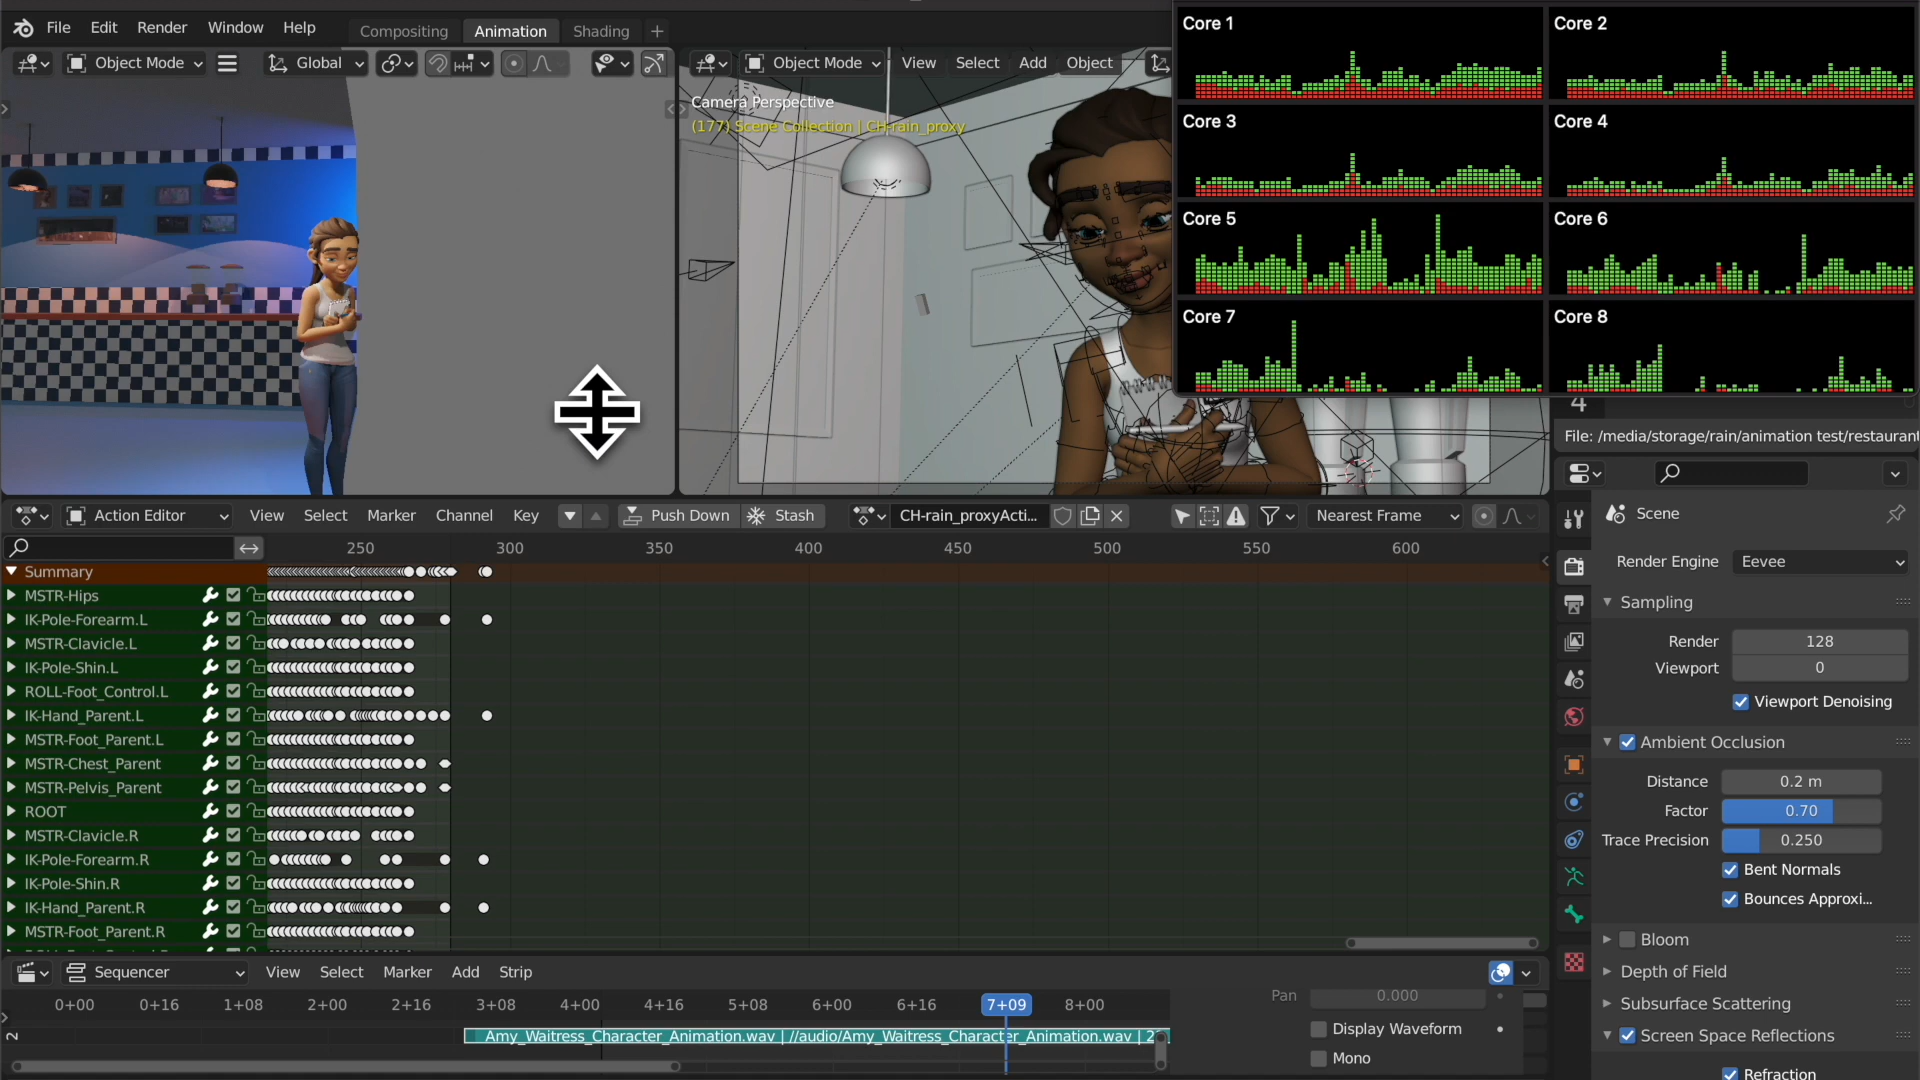 File Edit Render Window Help Compositing Animation Shading
Object Mode Global
Object Mode View Select Add Object
Camera Perspective
(177) Scene Collection | CH-rain_proxy
Core 1 Core 2
Core 3 Core 4
Core 5 Core 6
Core 7 Core 8
4
File: /media/storage/rain/animation test/restaurant
Action Editor View Select Marker Channel Key Push Down Stash CH-rain_proxyActi... Nearest Frame
250 300 350 400 450 500 550 600
Summary
MSTR-Hips
IK-Pole-Forearm.L
MSTR-Clavicle.L
IK-Pole-Shin.L
ROLL-Foot_Control.L
IK-Hand_Parent.L
MSTR-Foot_Parent.L
MSTR-Chest_Parent
MSTR-Pelvis_Parent
ROOT
MSTR-Clavicle.R
IK-Pole-Forearm.R
IK-Pole-Shin.R
IK-Hand_Parent.R
MSTR-Foot_Parent.R
Scene
Render Engine Eevee
Sampling
Render 128
Viewport 0
Viewport Denoising
Ambient Occlusion
Distance 0.2 m
Factor 0.70
Trace Precision 0.250
Bent Normals
Bounces Approxi...
Bloom
Depth of Field
Subsurface Scattering
Screen Space Reflections
Refraction
Sequencer View Select Marker Add Strip
0+00 0+16 1+08 2+00 2+16 3+08 4+00 4+16 5+08 6+00 6+16 7+09 8+00
2
Amy_Waitress_Character_Animation.wav | //audio/Amy_Waitress_Character_Animation.wav | 2
Pan 0.000
Display Waveform
Mono